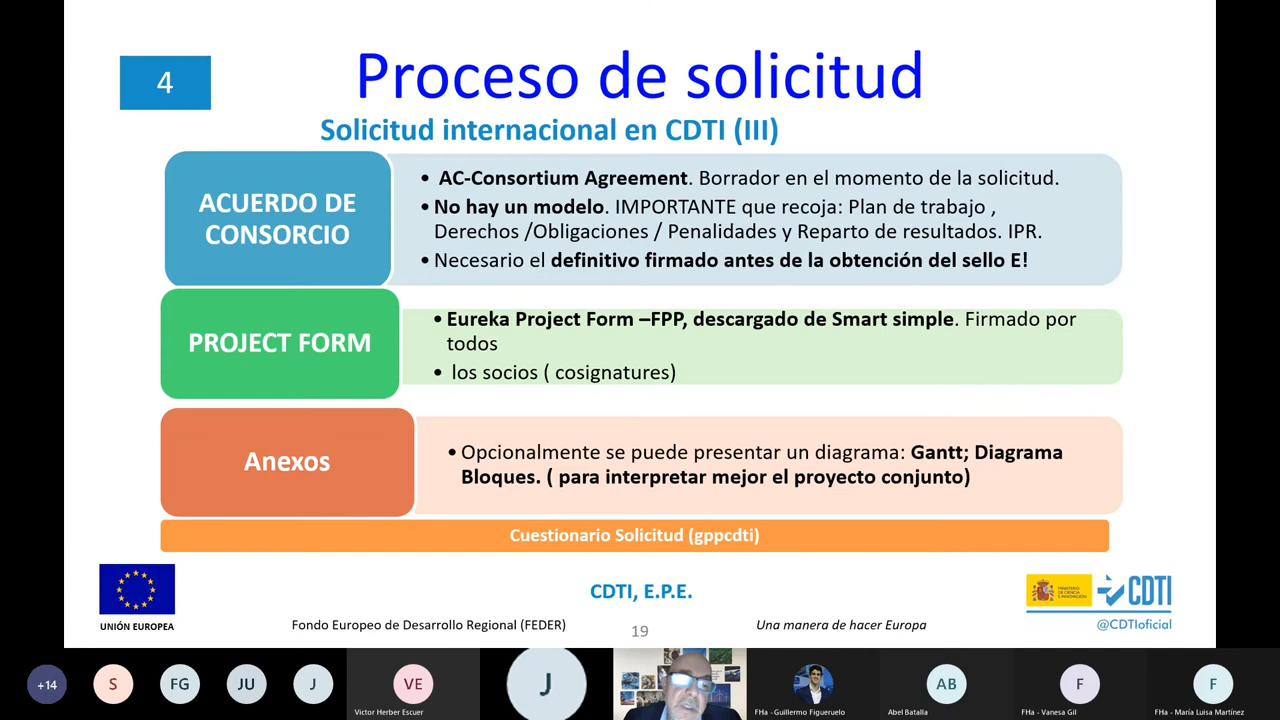 4
Proceso de solicitud
Solicitud internacional en CDTI (III)
ACUERDO DE
CONSORCIO
• AC-Consortium Agreement. Borrador en el momento de la solicitud.
• No hay un modelo. IMPORTANTE que recoja: Plan de trabajo ,
Derechos /Obligaciones / Penalidades y Reparto de resultados. IPR.
• Necesario el definitivo firmado antes de la obtención del sello E!
PROJECT FORM
• Eureka Project Form –FPP, descargado de Smart simple. Firmado por
todos
• los socios ( cosignatures)
Anexos
• Opcionalmente se puede presentar un diagrama: Gantt; Diagrama
Bloques. ( para interpretar mejor el proyecto conjunto)
Cuestionario Solicitud (gppcdti)
UNIÓN EUROPEA
CDTI, E.P.E.
Fondo Europeo de Desarrollo Regional (FEDER)
19
Una manera de hacer Europa
MINISTERIO
DE CIENCIA
E INNOVACIÓN
CDTI
@CDTIoficial
+14
S
FG
JU
J
VE
Victor Herber Escuer
J
FHa - Guillermo Figueruelo
AB
Abel Batalla
F
FHa - Vanesa Gil
F
FHa - María Luisa Martínez